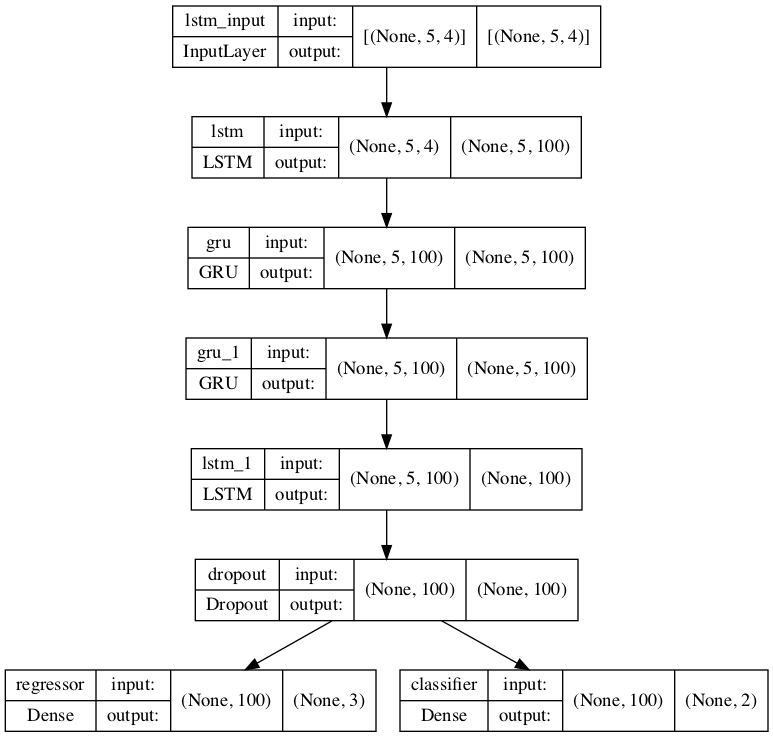 lstm_input input: [(None, 5, 4)] [(None, 5, 4)]
InputLayer output:
lstm input: (None, 5, 4) (None, 5, 100)
LSTM output:
gru input: (None, 5, 100) (None, 5, 100)
GRU output:
gru_1 input: (None, 5, 100) (None, 5, 100)
GRU output:
lstm_1 input: (None, 5, 100) (None, 100)
LSTM output:
dropout input: (None, 100) (None, 100)
Dropout output:
regressor input: (None, 100) (None, 3)
Dense output:
classifier input: (None, 100) (None, 2)
Dense output: